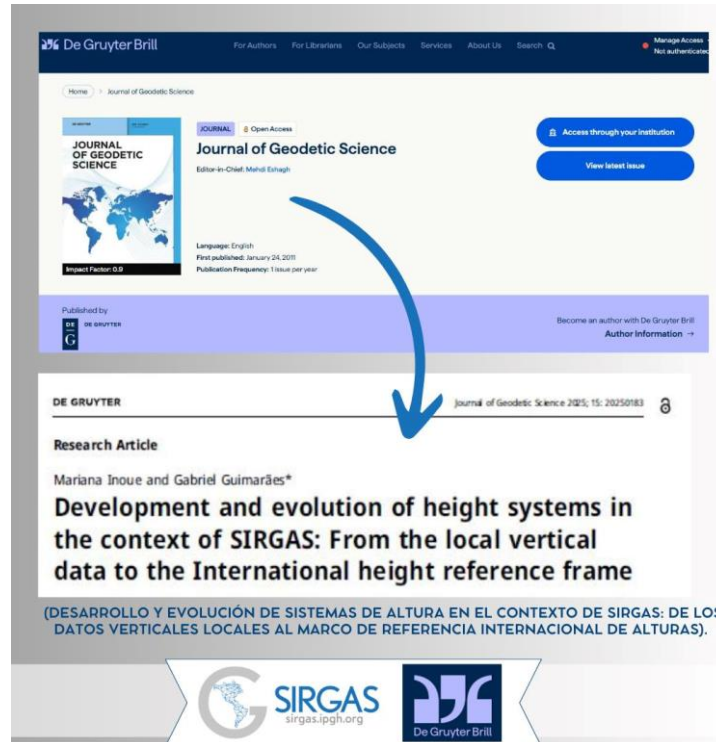 De Gruyter Brill
For Authors For Librarians Our Subjects Services About Us Search
Manage Access
Not authenticated
Home > Journal of Geodetic Science
DE GRUYTER
JOURNAL
OF GEODETIC
SCIENCE
Impact Factor: 0.9
JOURNAL Open Access
Journal of Geodetic Science
Editor-in-Chief: Mehdi Eshagh
Language: English
First published: January 24, 2011
Publication Frequency: 1 Issue per year
Access through your institution
View latest issue
Published by
DE
G
DE GRUYTER
Become an author with De Gruyter Brill
Author Information →
DE GRUYTER
Journal of Geodetic Science 2025; 15: 20250183
Research Article
Mariana Inoue and Gabriel Guimarães*
Development and evolution of height systems in
the context of SIRGAS: From the local vertical
data to the International height reference frame
(DESARROLLO Y EVOLUCIÓN DE SISTEMAS DE ALTURA EN EL CONTEXTO DE SIRGAS: DE LOS
DATOS VERTICALES LOCALES AL MARCO DE REFERENCIA INTERNACIONAL DE ALTURAS).
SIRGAS
sirgas.ipgh.org
De Gruyter Brill